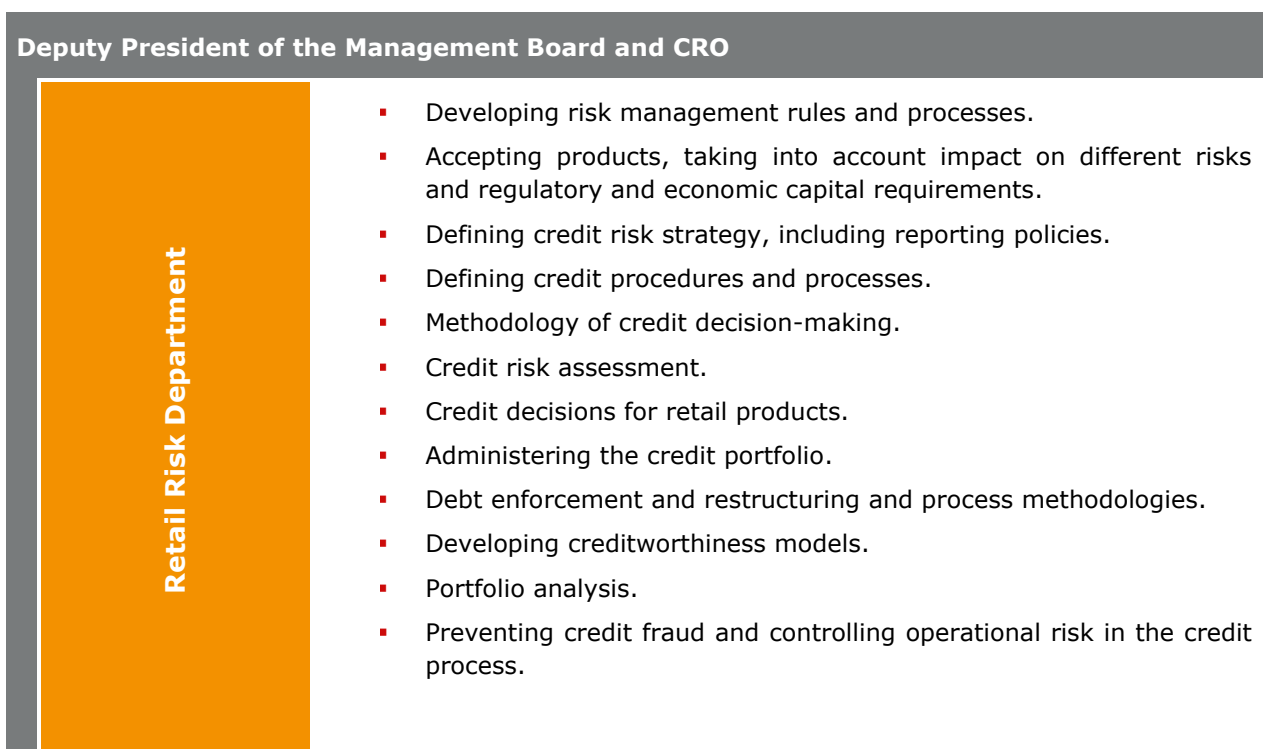 Deputy President of the Management Board and CRO
Retail Risk Department
▪ Developing risk management rules and processes.
▪ Accepting products, taking into account impact on different risks
and regulatory and economic capital requirements.
▪ Defining credit risk strategy, including reporting policies.
▪ Defining credit procedures and processes.
▪ Methodology of credit decision-making.
▪ Credit risk assessment.
▪ Credit decisions for retail products.
▪ Administering the credit portfolio.
▪ Debt enforcement and restructuring and process methodologies.
▪ Developing creditworthiness models.
▪ Portfolio analysis.
▪ Preventing credit fraud and controlling operational risk in the credit
process.